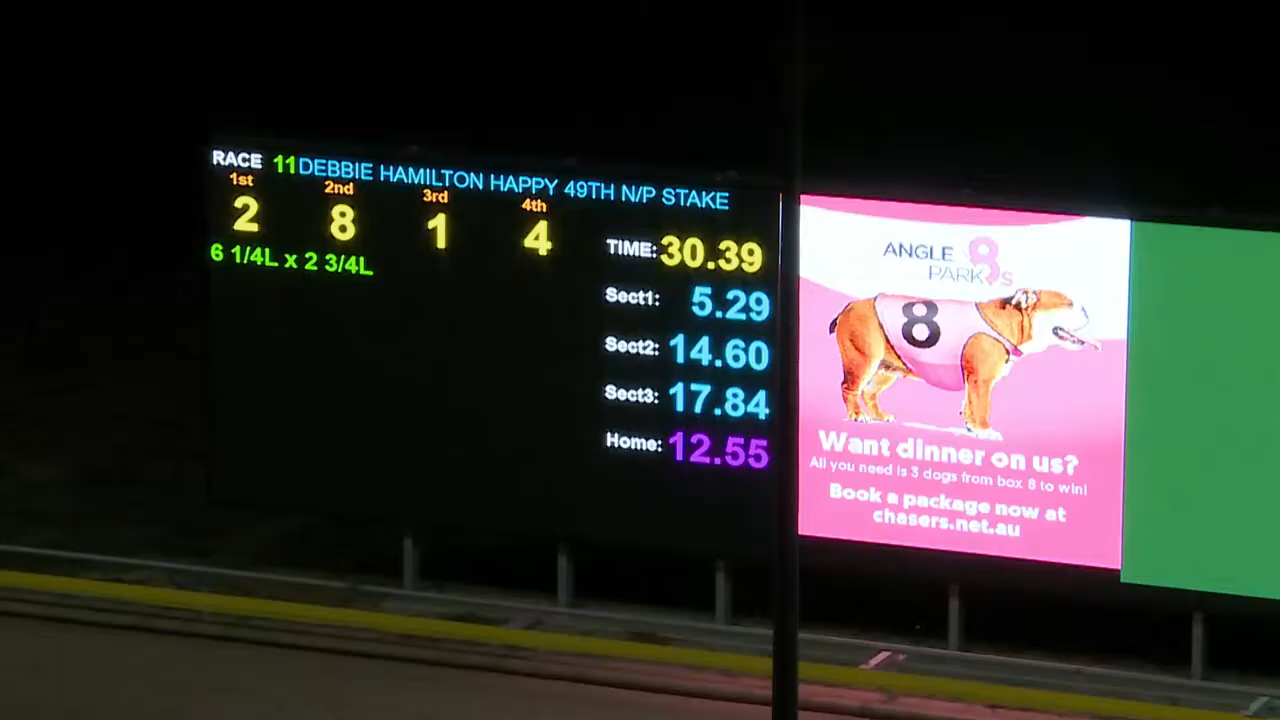 RACE 11 DEBBIE HAMILTON HAPPY 49TH N/P STAKE
1st 2nd 3rd 4th
2 8 1 4
6 1/4L x 2 3/4L
TIME: 30.39
Sect1: 5.29
Sect2: 14.60
Sect3: 17.84
Home: 12.55
ANGLE 8
PARK s
8
Want dinner on us?
All you need is 3 dogs from box 8 to win!
Book a package now at
chasers.net.au